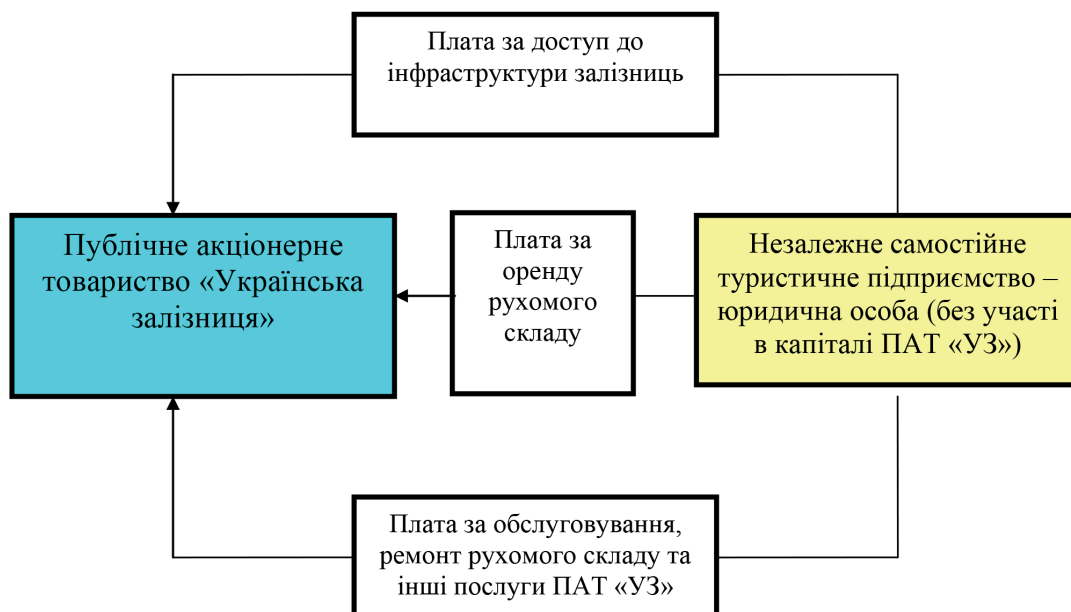 Плата за доступ до
інфраструктури залізниць
Публічне акціонерне
товариство «Українська
залізниця»
Плата за
оренду
рухомого
складу
Незалежне самостійне
туристичне підприємство –
юридична особа (без участі
в капіталі ПАТ «УЗ»)
Плата за обслуговування,
ремонт рухомого складу та
інші послуги ПАТ «УЗ»